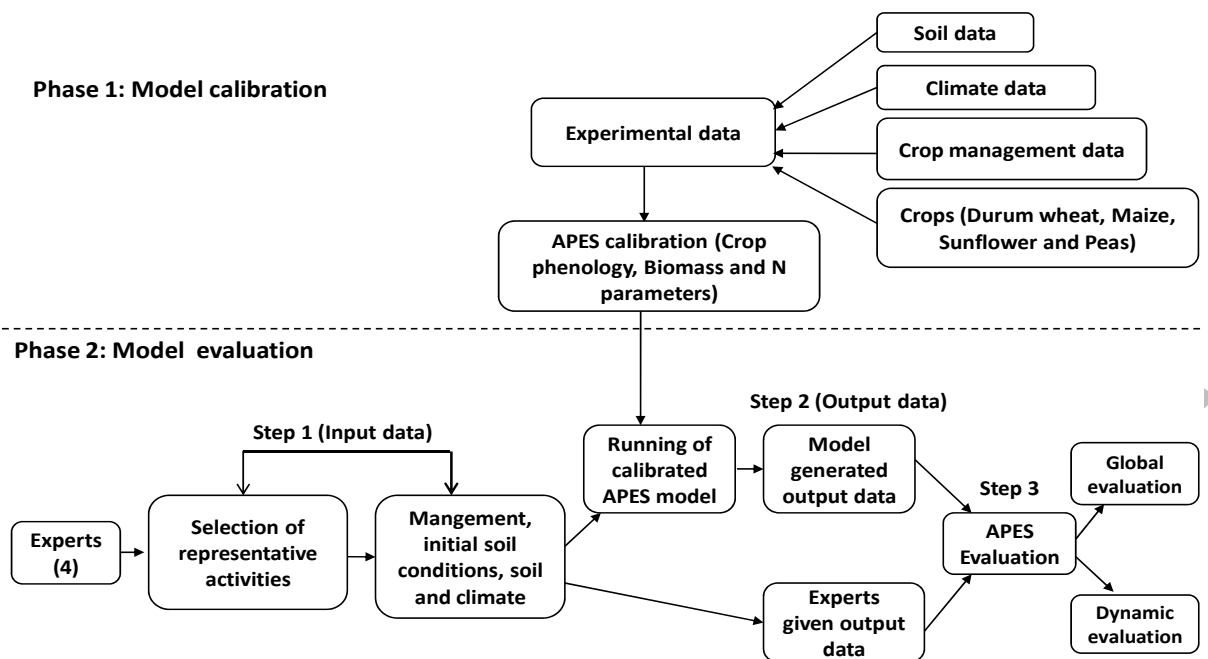 Phase 1: Model calibration
Soil data
Climate data
Experimental data
Crop management data
Crops (Durum wheat, Maize,
Sunflower and Peas)
APES calibration (Crop
phenology, Biomass and N
parameters)
Phase 2: Model evaluation
Step 1 (Input data)
Step 2 (Output data)
Experts
(4)
Selection of
representative
activities
Mangement,
initial soil
conditions, soil
and climate
Running of
calibrated
APES model
Model
generated
output data
Experts
given output
data
Step 3
APES
Evaluation
Global
evaluation
Dynamic
evaluation